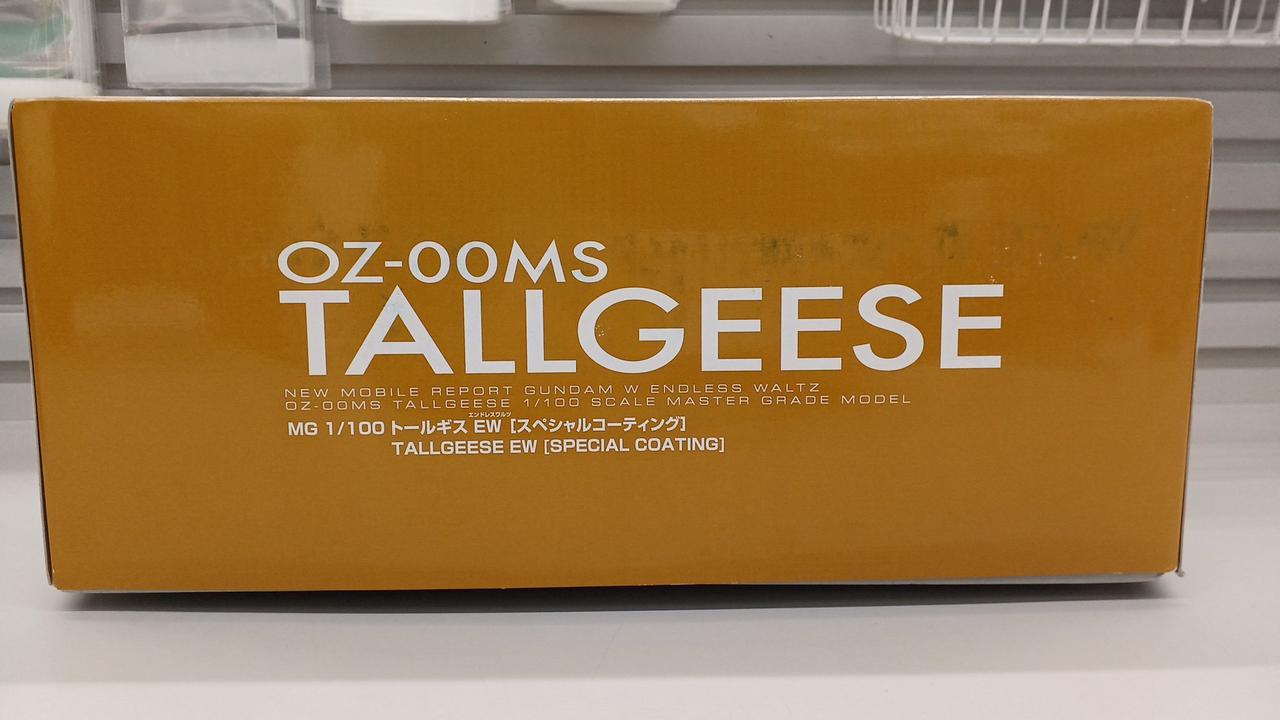 OZ-00MS
TALLGEESE
NEW MOBILE REPORT GUNDAM W ENDLESS WALTZ
OZ-00MS TALLGEESE 1/100 SCALE MASTER GRADE MODEL
エンドレスワルツ
MG 1/100 トールギス EW [スペシャルコーティング]
TALLGEESE EW [SPECIAL COATING]